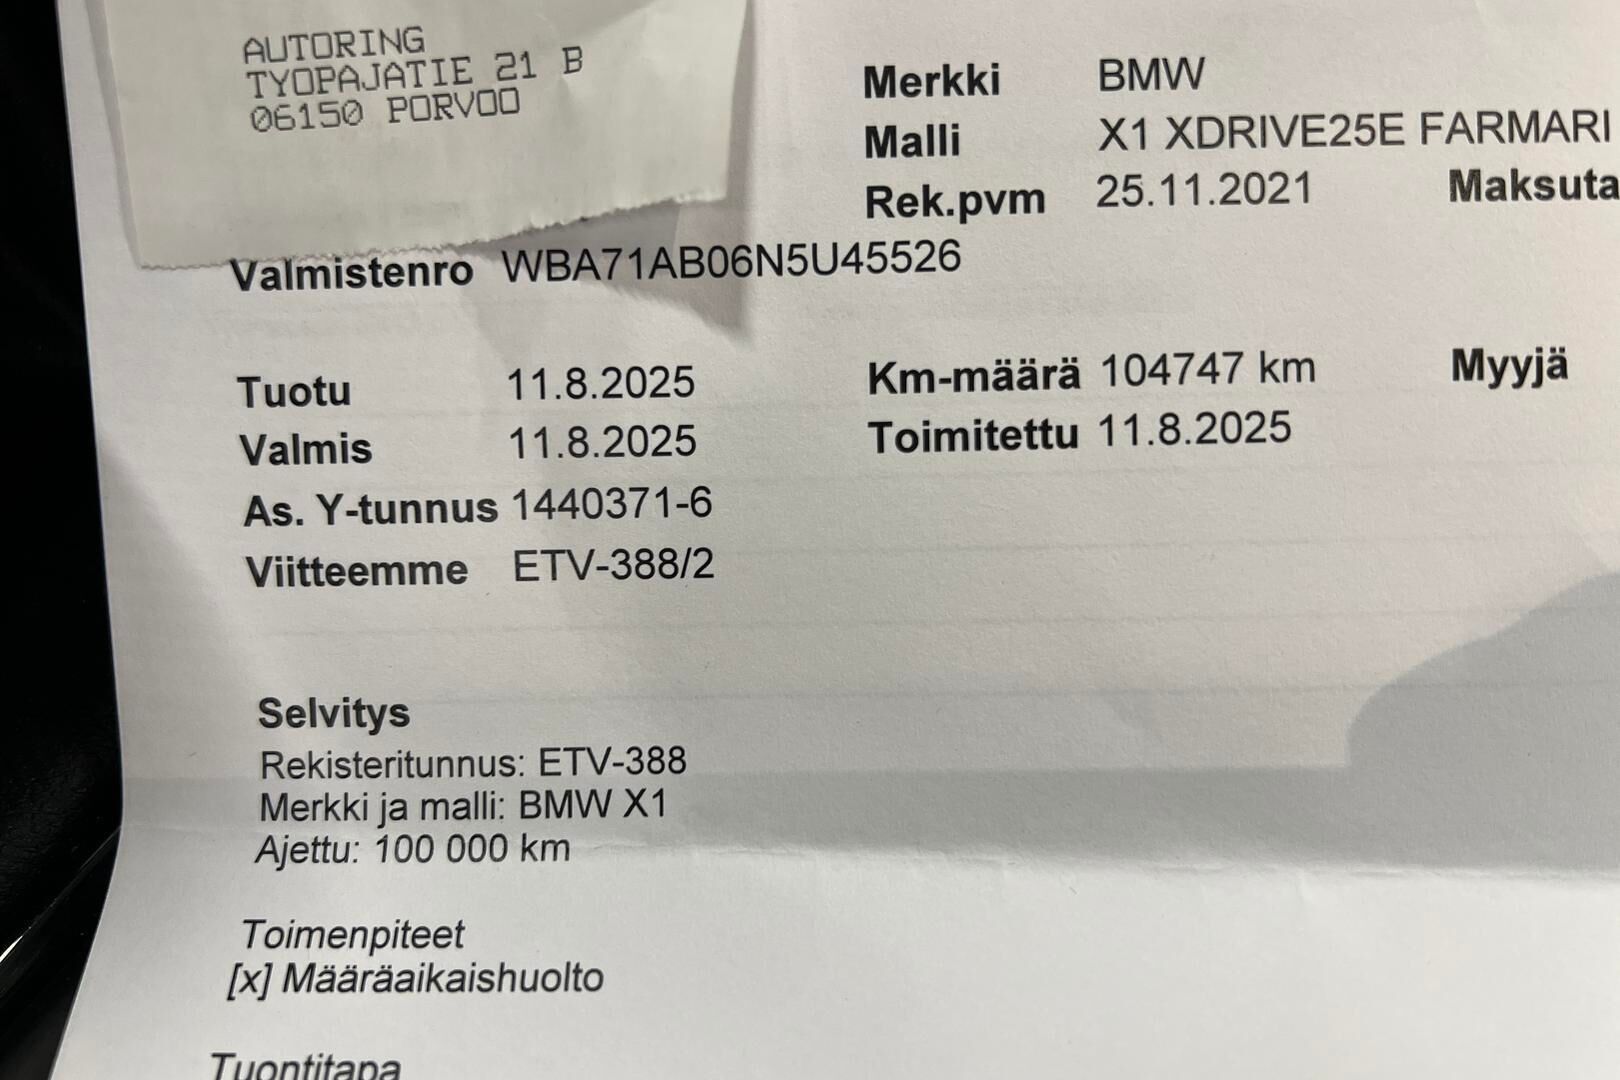 AUTORING
TYOPAJATIE 21 B
06150 PORVOO
Merkki BMW
Malli X1 XDRIVE25E FARMARI
Rek.pvm 25.11.2021 Maksuta
Valmistenro WBA71AB06N5U45526
Tuotu 11.8.2025 Km-määrä 104747 km Myyjä
Valmis 11.8.2025 Toimitettu 11.8.2025
As. Y-tunnus 1440371-6
Viitteemme ETV-388/2
Selvitys
Rekisteritunnus: ETV-388
Merkki ja malli: BMW X1
Ajettu: 100 000 km
Toimenpiteet
[x] Määräaikaishuolto
Tuontitapa